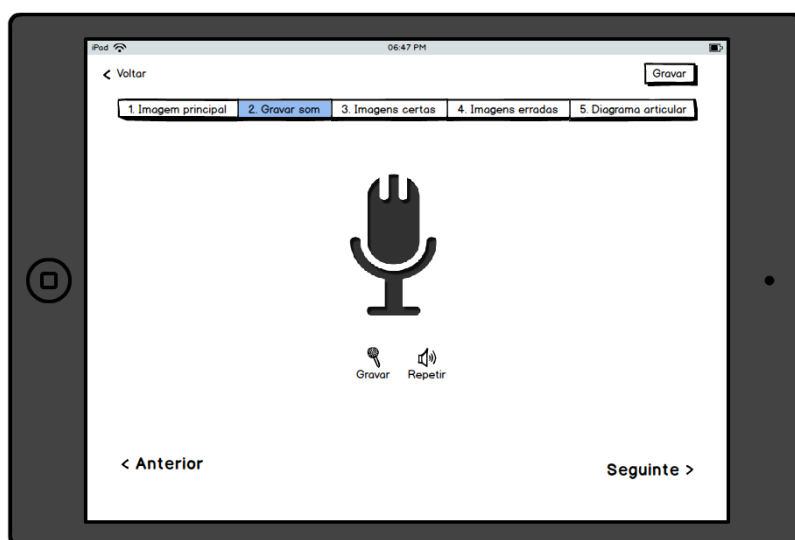 iPad 06:47 PM
< Voltar Gravar
1. Imagem principal 2. Gravar som 3. Imagens certas 4. Imagens erradas 5. Diagrama articular
Gravar Repetir
< Anterior
Seguinte >